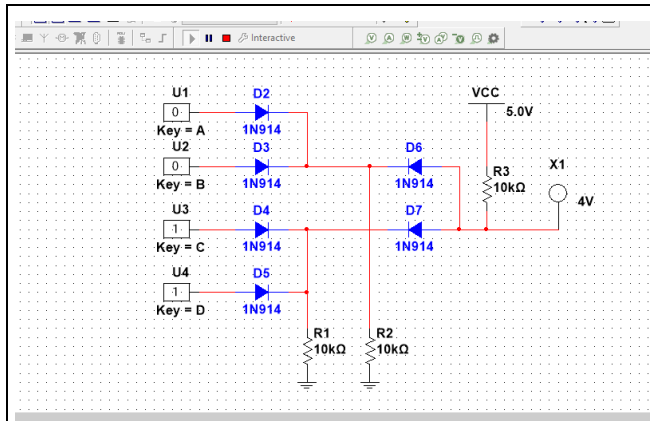 Interactive
U1
0
Key = A
D2
1N914
VCC
5.0V
U2
0
Key = B
D3
1N914
D6
1N914
R3
10kΩ
X1
4V
U3
1
Key = C
D4
1N914
D7
1N914
U4
1
Key = D
D5
1N914
R1
10kΩ
R2
10kΩ